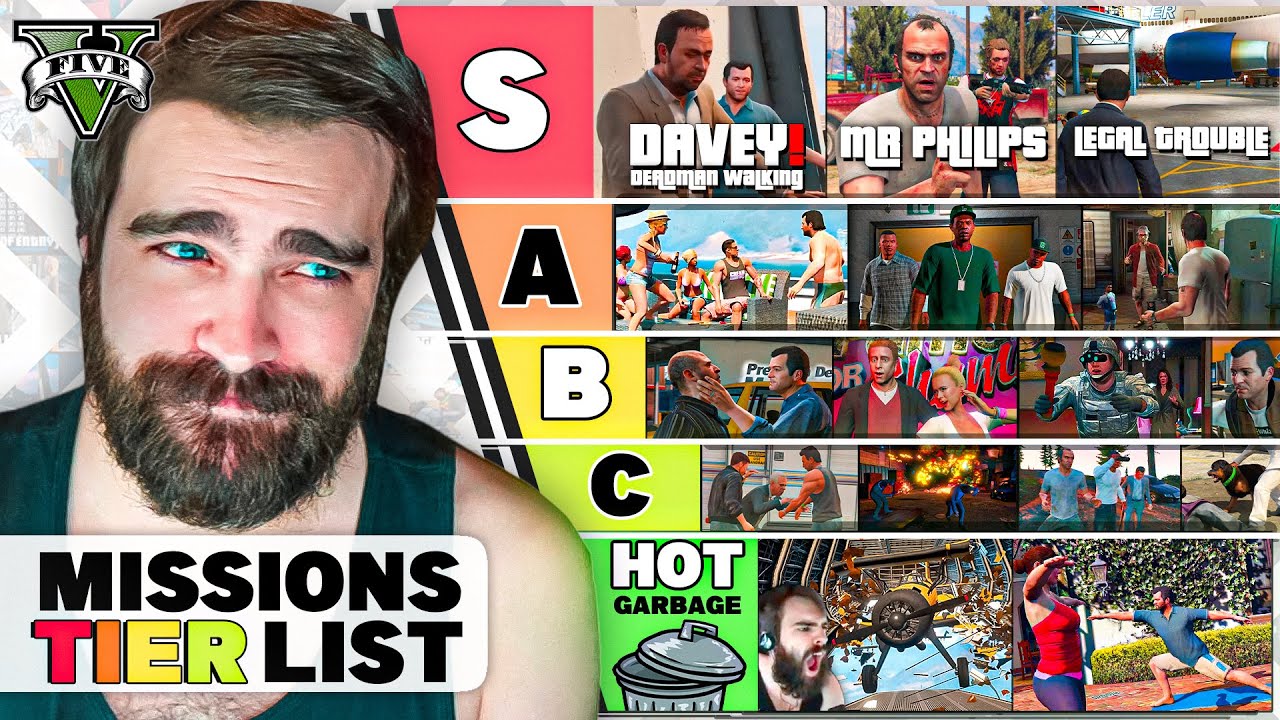 FIVE
V
S
DAVEY!
DEADMAN WALKING
MR PHILIPS
LEGAL TROUBLE
A
B
C
HOT
GARBAGE
MISSIONS
TIER LIST